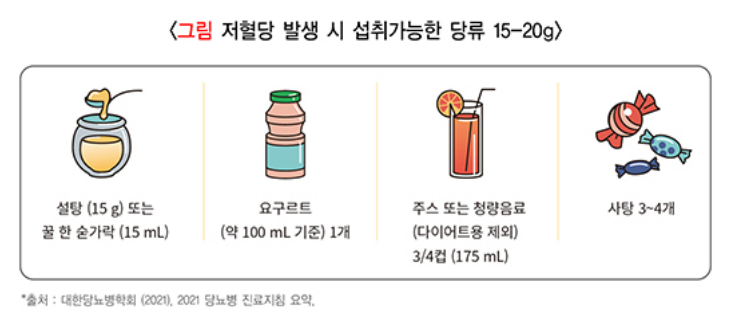 <그림 저혈당 발생 시 섭취가능한 당류 15-20g>
설탕 (15 g) 또는
꿀 한 숟가락 (15 mL)
요구르트
(약 100 mL 기준) 1개
주스 또는 청량음료
(다이어트용 제외)
3/4컵 (175 mL)
사탕 3~4개
*출처 : 대한당뇨병학회 (2021), 2021 당뇨병 진료지침 요약.